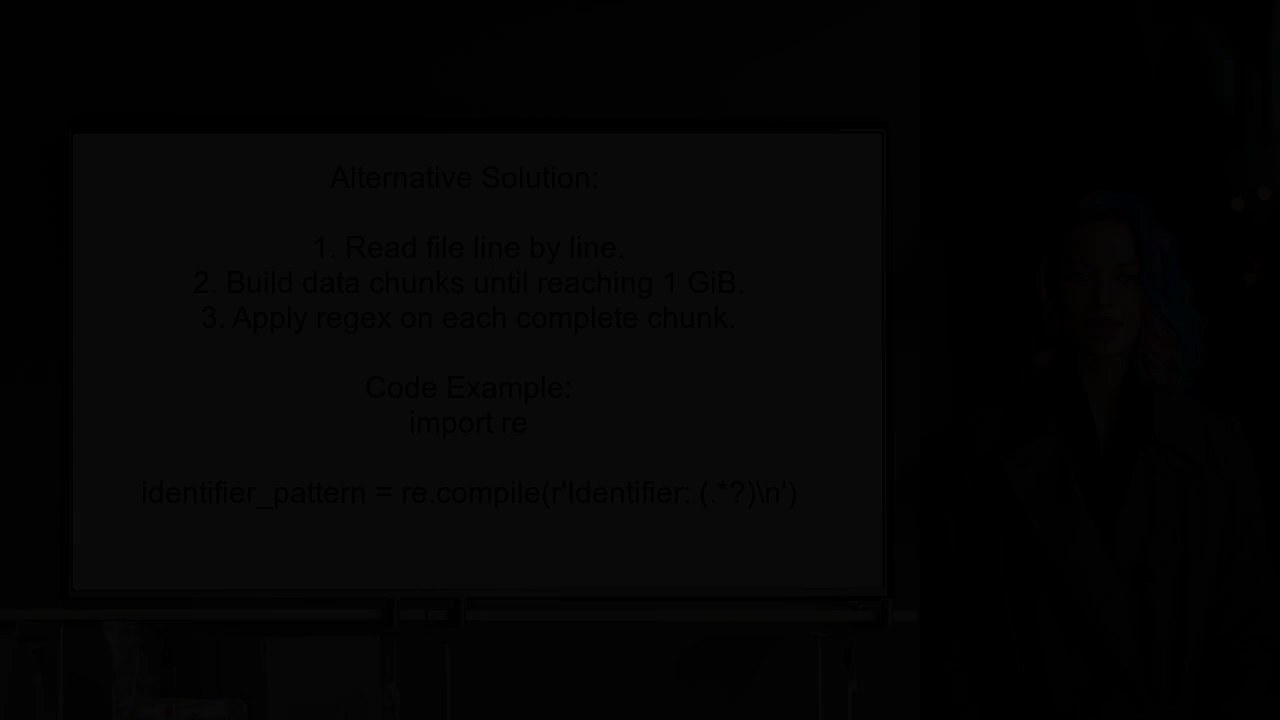 Alternative Solution:
1. Read file line by line.
2. Build data chunks until reaching 1 GiB.
3. Apply regex on each complete chunk.
Code Example:
import re
identifier_pattern = re.compile(r'Identifier: (.*?)\n')